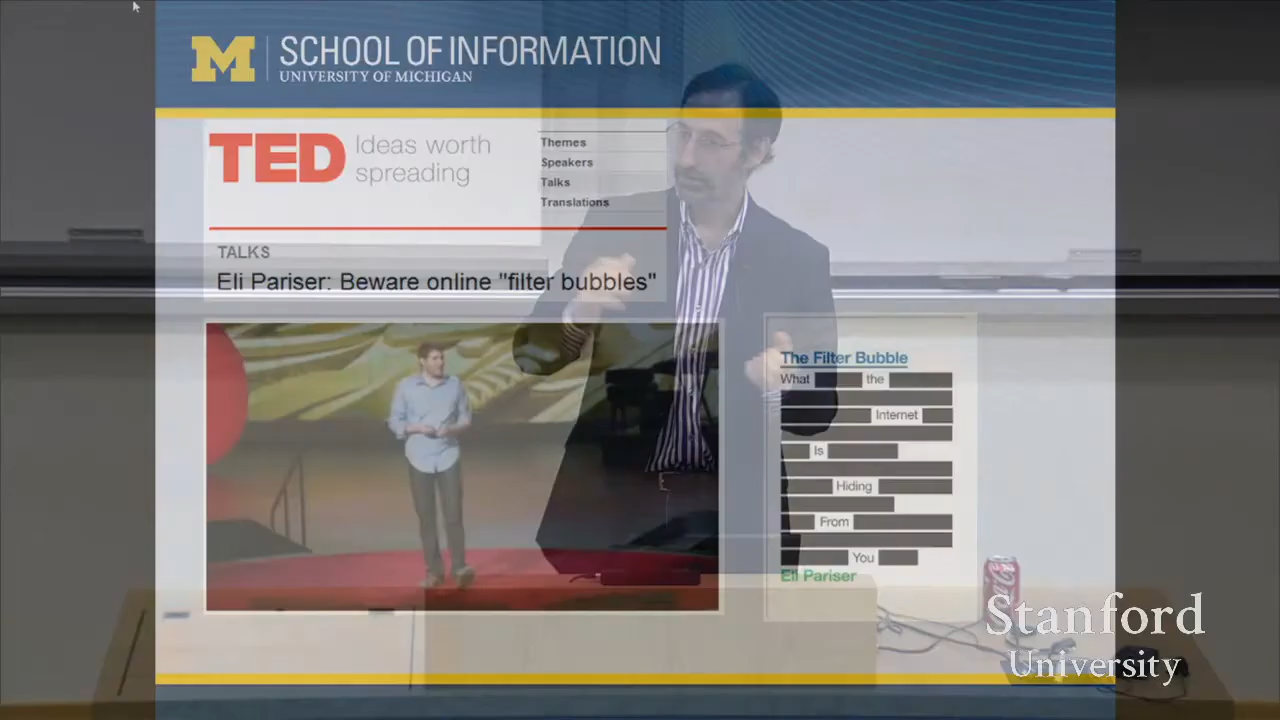 M SCHOOL OF INFORMATION
UNIVERSITY OF MICHIGAN
TED Ideas worth
spreading
Themes
Speakers
Talks
Translations
TALKS
Eli Pariser: Beware online "filter bubbles"
The Filter Bubble
What the
Internet
Is
Hiding
From
You
Eli Pariser
Stanford
University